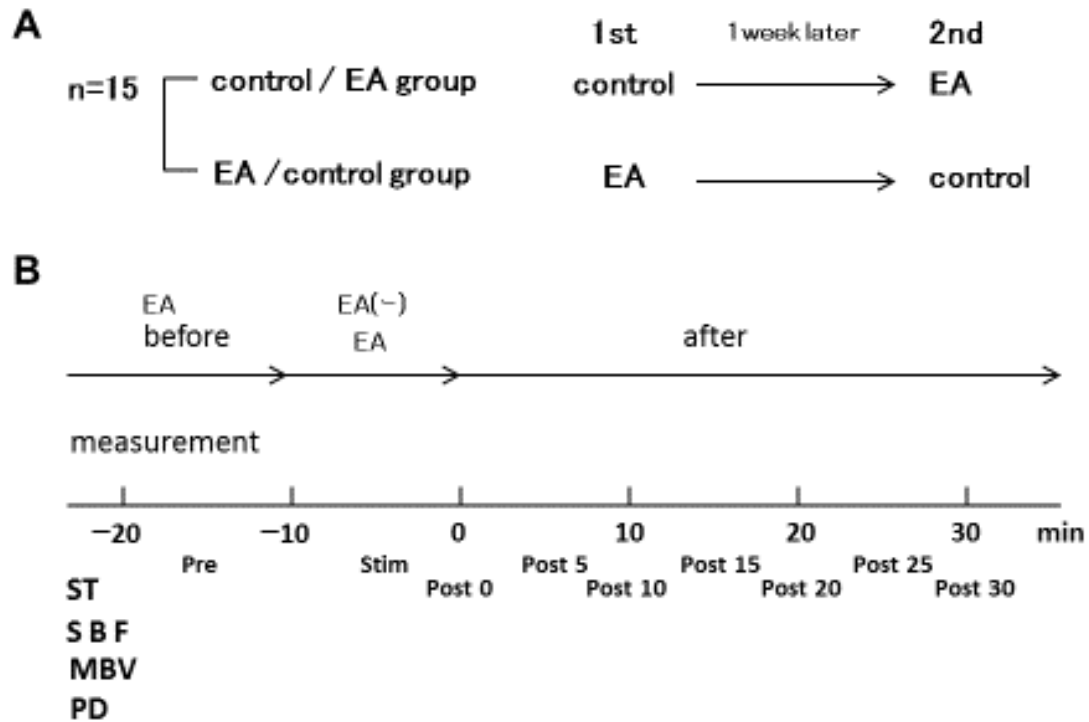 A
1st 1week later 2nd
n=15 control / EA group control EA
EA /control group EA control
B
EA EA(−)
before EA after
measurement
−20 −10 0 10 20 30 min
Pre Stim Post 5 Post 15 Post 25
ST Post 0 Post 10 Post 20 Post 30
S B F
MBV
PD